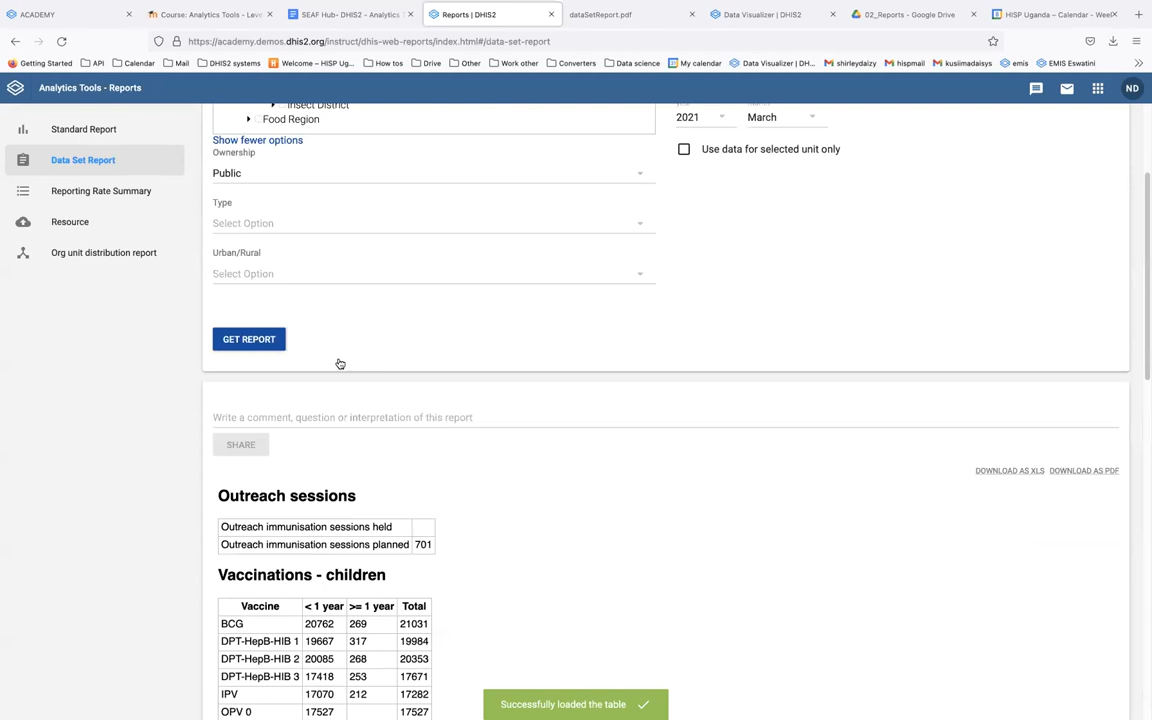 ACADEMY
Course: Analytics Tools - Leve
SEAF Hub- DHIS2 - Analytics
Reports | DHIS2
dataSetReport.pdf
Data Visualizer | DHIS2
02_Reports - Google Drive
HISP Uganda – Calendar - Wee
https://academy.demos.dhis2.org/instruct/dhis-web-reports/index.html#/data-set-report
Getting Started
API
Calendar
Mail
DHIS2 systems
Welcome – HISP Ug...
How tos
Drive
Other
Work other
Converters
Data science
My calendar
Data Visualizer | DH...
shirleydaizy
hispmail
kusiimadaisys
emis
EMIS Eswatini
Analytics Tools - Reports
ND
Standard Report
Data Set Report
Reporting Rate Summary
Resource
Org unit distribution report
Insect District
Food Region
Show fewer options
Ownership
Public
Type
Select Option
Urban/Rural
Select Option
2021
March
Use data for selected unit only
GET REPORT
Write a comment, question or interpretation of this report
SHARE
DOWNLOAD AS XLS DOWNLOAD AS PDF
Outreach sessions
Outreach immunisation sessions held
Outreach immunisation sessions planned 701
Vaccinations - children
Vaccine < 1 year >= 1 year Total
BCG 20762 269 21031
DPT-HepB-HIB 1 19667 317 19984
DPT-HepB-HIB 2 20085 268 20353
DPT-HepB-HIB 3 17418 253 17671
IPV 17070 212 17282
OPV 0 17527 17527
Successfully loaded the table